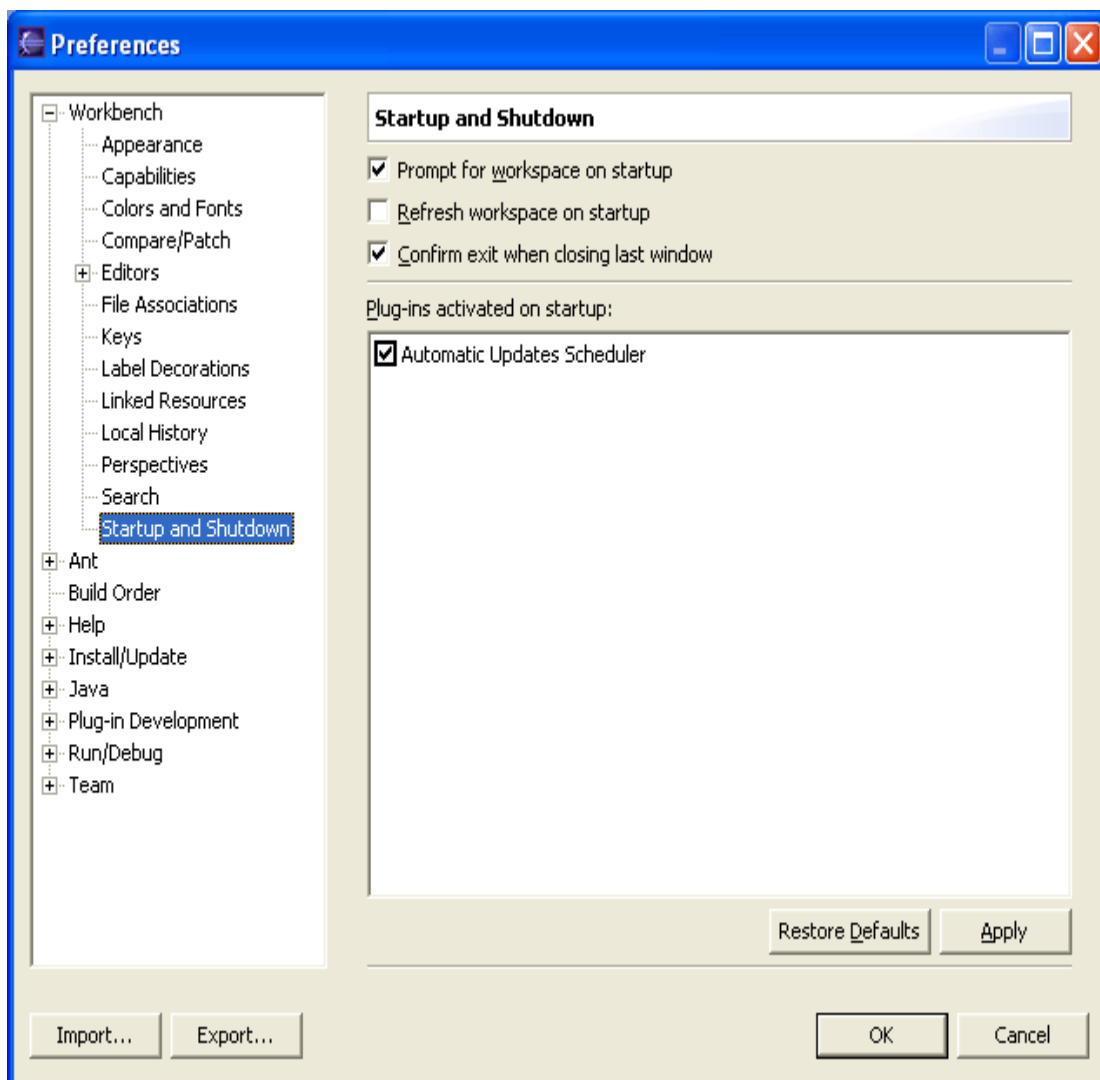 Preferences
Workbench
Appearance
Capabilities
Colors and Fonts
Compare/Patch
Editors
File Associations
Keys
Label Decorations
Linked Resources
Local History
Perspectives
Search
Startup and Shutdown
Ant
Build Order
Help
Install/Update
Java
Plug-in Development
Run/Debug
Team
Startup and Shutdown
Prompt for workspace on startup
Refresh workspace on startup
Confirm exit when closing last window
Plug-ins activated on startup:
Automatic Updates Scheduler
Restore Defaults
Apply
Import...
Export...
OK
Cancel